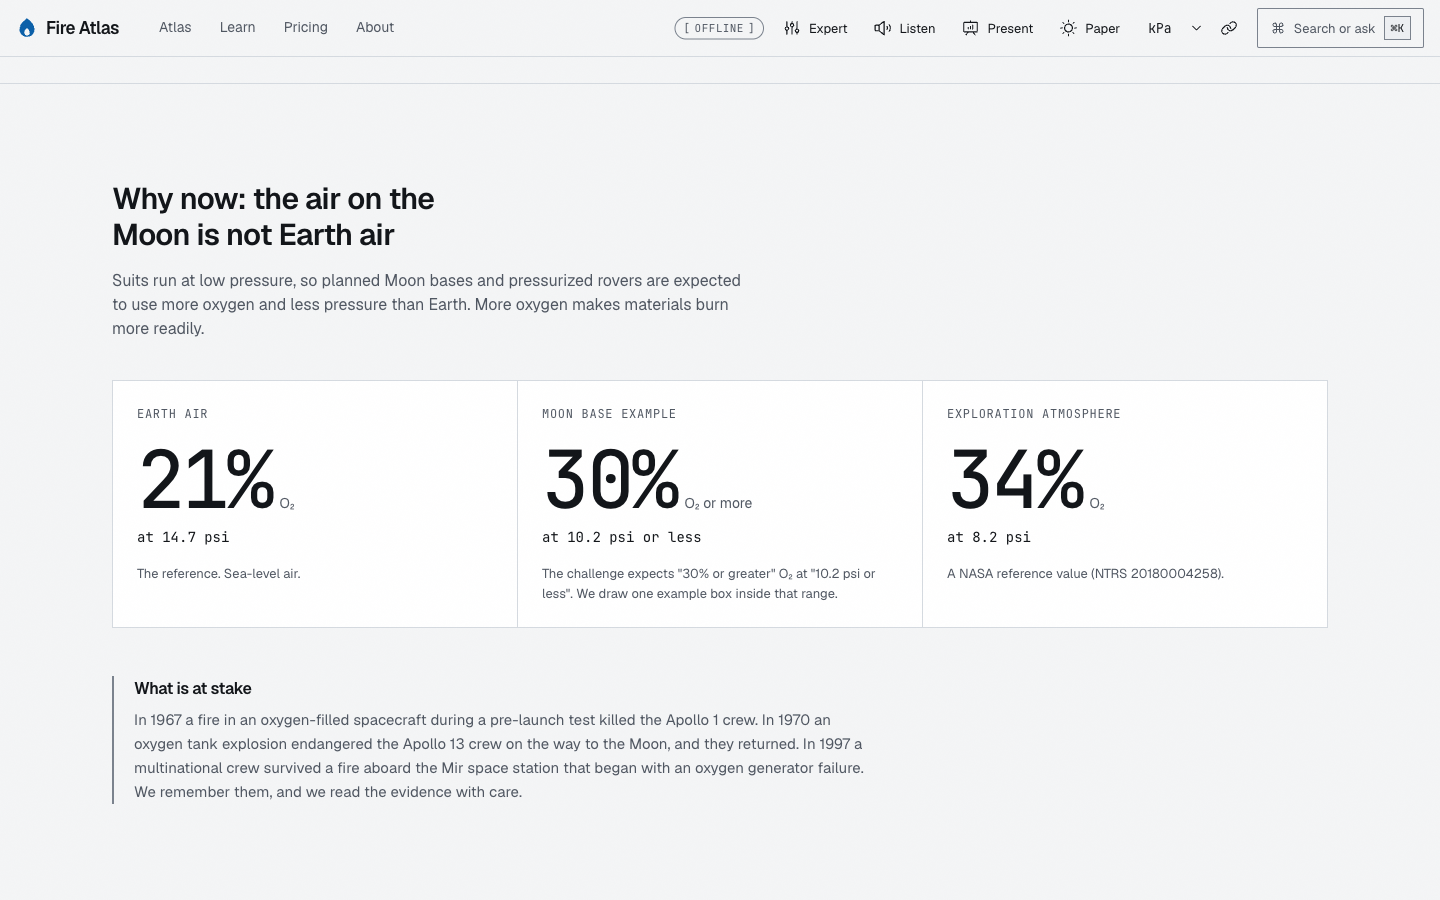 Fire Atlas
Atlas
Learn
Pricing
About
[ OFFLINE ]
Expert
Listen
Present
Paper
kPa
⌘ Search or ask ⌘K
Why now: the air on the
Moon is not Earth air
Suits run at low pressure, so planned Moon bases and pressurized rovers are expected
to use more oxygen and less pressure than Earth. More oxygen makes materials burn
more readily.
EARTH AIR
21% O₂
at 14.7 psi
The reference. Sea-level air.
MOON BASE EXAMPLE
30% O₂ or more
at 10.2 psi or less
The challenge expects "30% or greater" O₂ at "10.2 psi or
less". We draw one example box inside that range.
EXPLORATION ATMOSPHERE
34% O₂
at 8.2 psi
A NASA reference value (NTRS 20180004258).
What is at stake
In 1967 a fire in an oxygen-filled spacecraft during a pre-launch test killed the Apollo 1 crew. In 1970 an
oxygen tank explosion endangered the Apollo 13 crew on the way to the Moon, and they returned. In 1997 a
multinational crew survived a fire aboard the Mir space station that began with an oxygen generator failure.
We remember them, and we read the evidence with care.